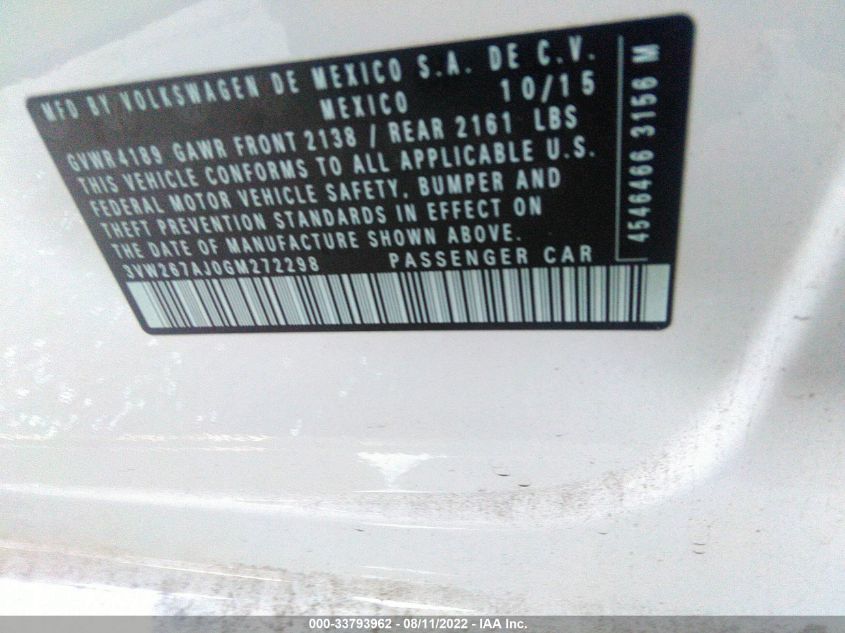 MFD BY VOLKSWAGEN DE MEXICO S.A. DE C.V.
MEXICO 10/15
GVWR 4189 GAWR FRONT 2138 / REAR 2161 LBS
THIS VEHICLE CONFORMS TO ALL APPLICABLE U.S.
FEDERAL MOTOR VEHICLE SAFETY, BUMPER AND
THEFT PREVENTION STANDARDS IN EFFECT ON
THE DATE OF MANUFACTURE SHOWN ABOVE.
3VW267AJ0GM272298 PASSENGER CAR
4546466 3156 M
000-33793962 - 08/11/2022 - IAA Inc.